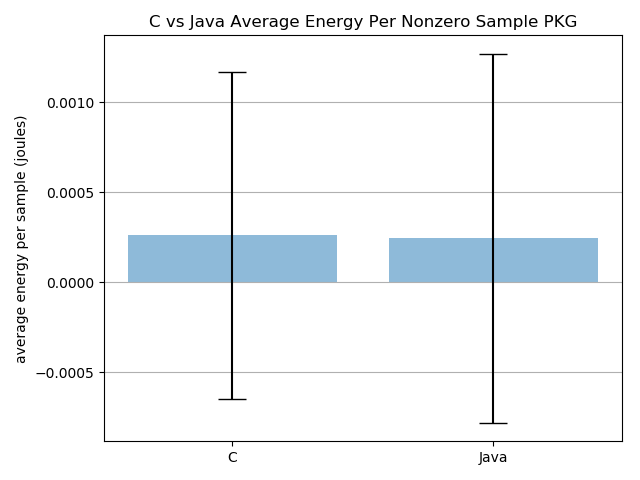 C vs Java Average Energy Per Nonzero Sample PKG
average energy per sample (joules)
0.0010
0.0005
0.0000
−0.0005
C
Java